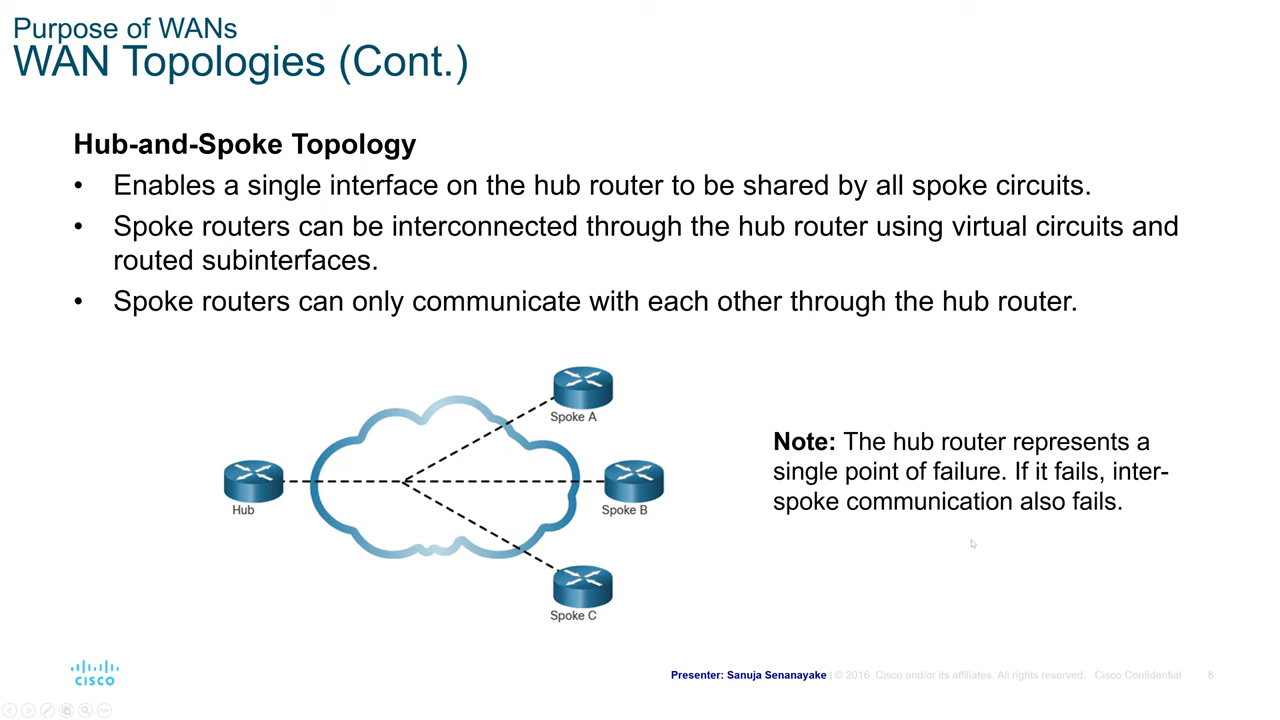 Purpose of WANs
WAN Topologies (Cont.)
Hub-and-Spoke Topology
• Enables a single interface on the hub router to be shared by all spoke circuits.
• Spoke routers can be interconnected through the hub router using virtual circuits and
routed subinterfaces.
• Spoke routers can only communicate with each other through the hub router.
Spoke A
Hub
Spoke B
Spoke C
Note: The hub router represents a
single point of failure. If it fails, inter-
spoke communication also fails.
CISCO
Presenter: Sanuja Senanayake | © 2016 Cisco and/or its affiliates. All rights reserved. Cisco Confidential 8